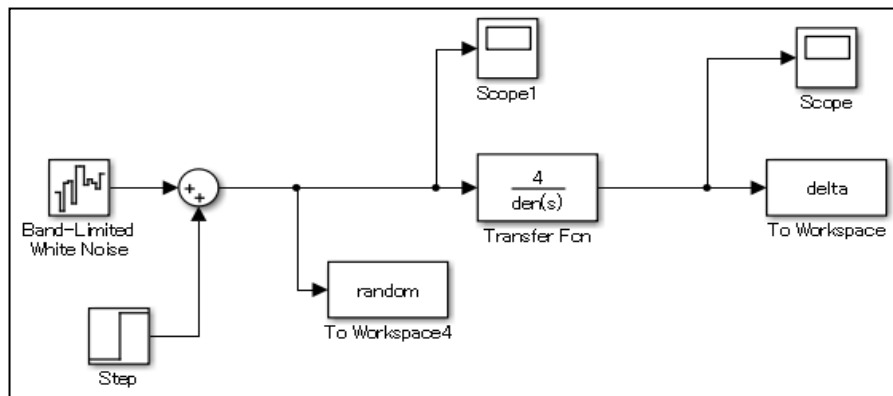 Scope1
Scope
++
4
den(s)
delta
Band-Limited
White Noise
Transfer Fcn
To Workspace
random
To Workspace4
Step